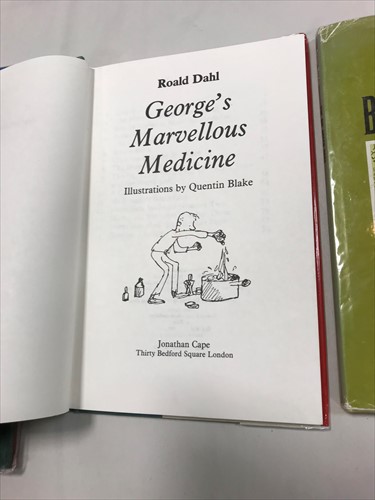 Roald Dahl
George's
Marvellous
Medicine
Illustrations by Quentin Blake
Jonathan Cape
Thirty Bedford Square London